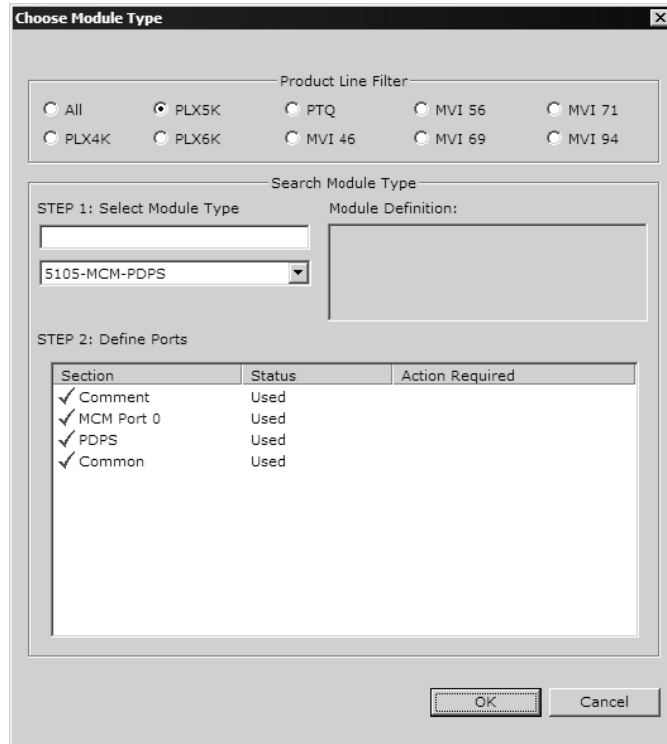 Choose Module Type
Product Line Filter
All PLX5K PTQ MVI 56 MVI 71
PLX4K PLX6K MVI 46 MVI 69 MVI 94
Search Module Type
STEP 1: Select Module Type Module Definition:
5105-MCM-PDPS
STEP 2: Define Ports
Section Status Action Required
Comment Used
MCM Port 0 Used
PDPS Used
Common Used
OK Cancel